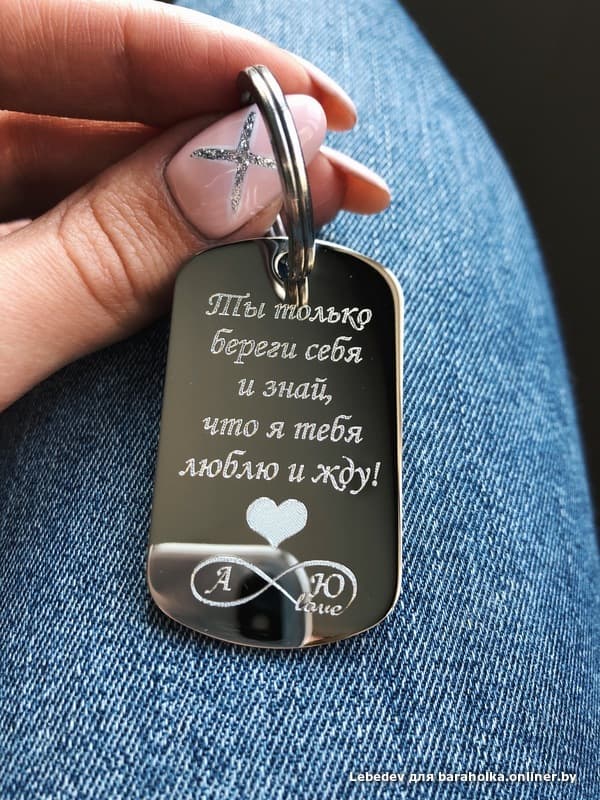 Ты только
береги себя
и знай,
что я тебя
люблю и жду!
А Ю
love
Lebedev для baraholka.onliner.by